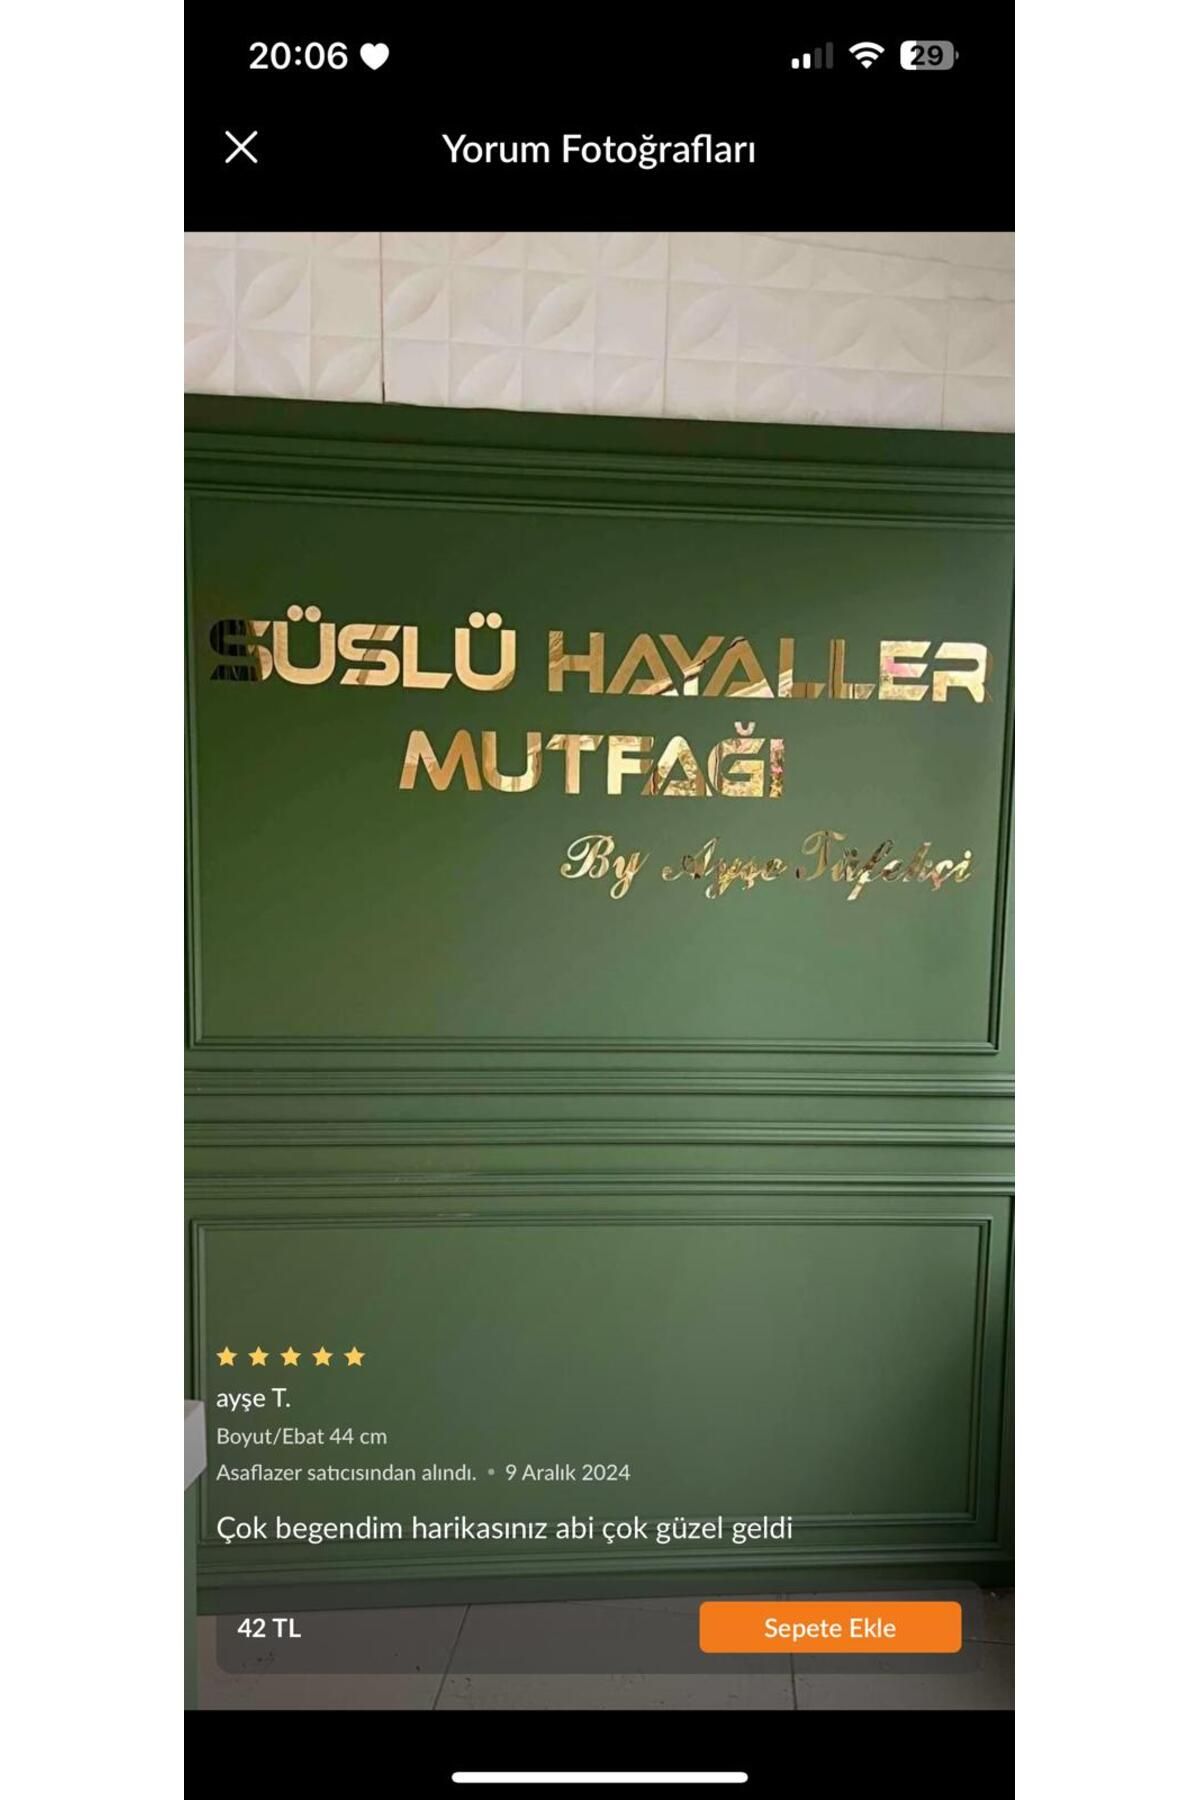 20:06
29
Yorum Fotoğrafları
SÜSLÜ HAYALLER
MUTFAĞI
By Ayşe Tüfekçi
ayşe T.
Boyut/Ebat 44 cm
Asaflazer satıcısından alındı. • 9 Aralık 2024
Çok begendim harikasınız abi çok güzel geldi
42 TL
Sepete Ekle